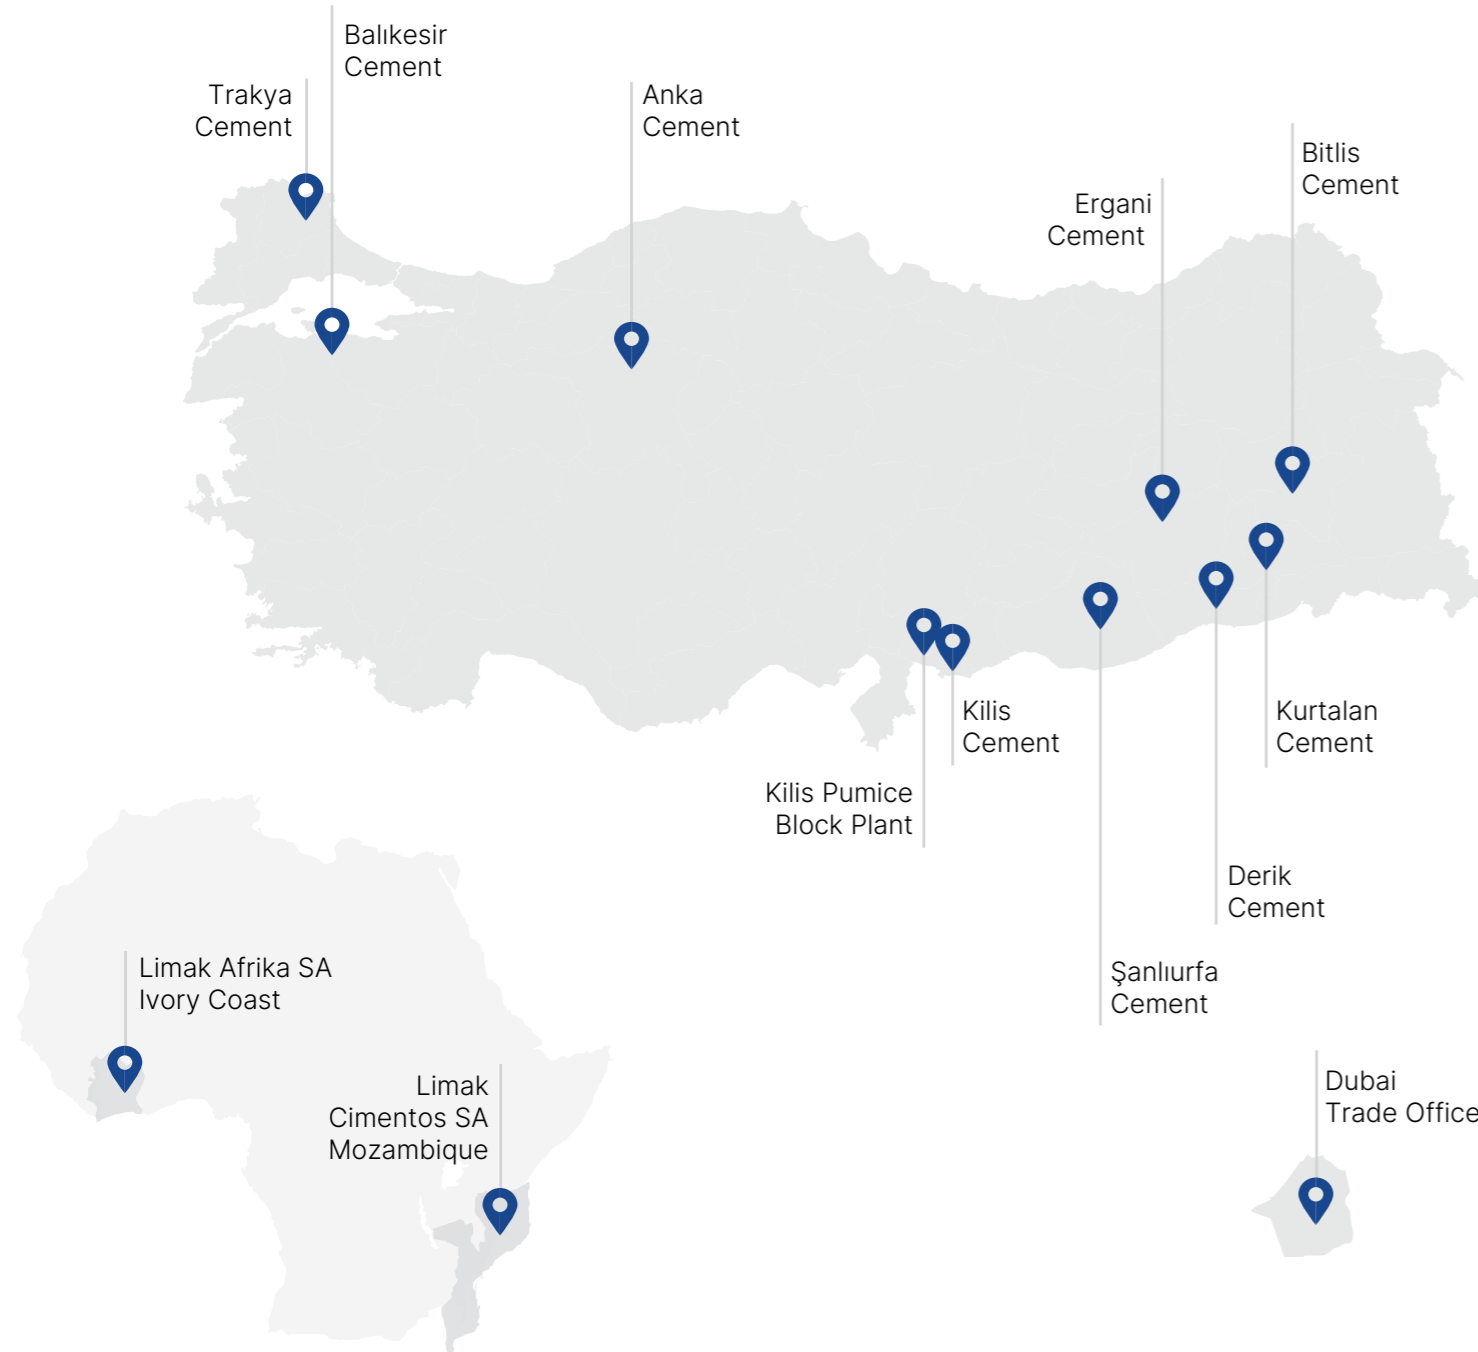 Balıkesir
Cement
Trakya
Cement
Anka
Cement
Bitlis
Cement
Ergani
Cement
Kilis
Cement
Kurtalan
Cement
Kilis Pumice
Block Plant
Derik
Cement
Şanlıurfa
Cement
Limak Afrika SA
Ivory Coast
Limak
Cimentos SA
Mozambique
Dubai
Trade Office